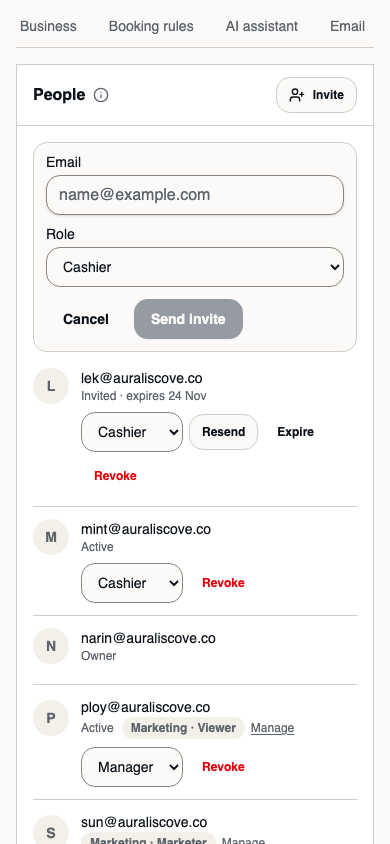 Business Booking rules AI assistant Email
People Invite
Email
name@example.com
Role
Cashier
Cancel Send invite
L lek@auraliscove.co
Invited · expires 24 Nov
Cashier Resend Expire
Revoke
M mint@auraliscove.co
Active
Cashier Revoke
N narin@auraliscove.co
Owner
P ploy@auraliscove.co
Active Marketing · Viewer Manage
Manager Revoke
S sun@auraliscove.co
Marketing · Marketer Manage